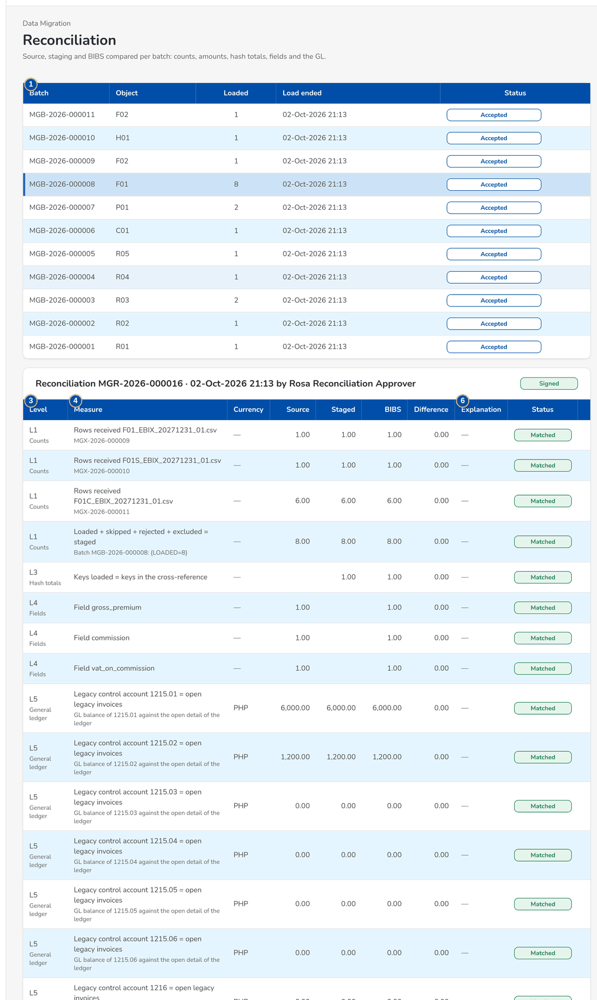 Data Migration
Reconciliation
Source, staging and BIBS compared per batch: counts, amounts, hash totals, fields and the GL.
1
Batch Object Loaded Load ended Status
MGB-2026-000011 F02 1 02-Oct-2026 21:13 Accepted
MGB-2026-000010 H01 1 02-Oct-2026 21:13 Accepted
MGB-2026-000009 F02 1 02-Oct-2026 21:13 Accepted
MGB-2026-000008 F01 8 02-Oct-2026 21:13 Accepted
MGB-2026-000007 P01 2 02-Oct-2026 21:13 Accepted
MGB-2026-000006 C01 1 02-Oct-2026 21:13 Accepted
MGB-2026-000005 R05 1 02-Oct-2026 21:13 Accepted
MGB-2026-000004 R04 1 02-Oct-2026 21:13 Accepted
MGB-2026-000003 R03 2 02-Oct-2026 21:13 Accepted
MGB-2026-000002 R02 1 02-Oct-2026 21:13 Accepted
MGB-2026-000001 R01 1 02-Oct-2026 21:13 Accepted
Reconciliation MGR-2026-000016 · 02-Oct-2026 21:13 by Rosa Reconciliation Approver Signed
3 4 6
Level Measure Currency Source Staged BIBS Difference Explanation Status
L1 Rows received F01_EBIX_20271231_01.csv — 1.00 1.00 1.00 0.00 — Matched
Counts MGX-2026-000009
L1 Rows received F01S_EBIX_20271231_01.csv — 1.00 1.00 1.00 0.00 — Matched
Counts MGX-2026-000010
Rows received
L1 F01C_EBIX_20271231_01.csv — 6.00 6.00 6.00 0.00 — Matched
Counts MGX-2026-000011
Loaded + skipped + rejected + excluded =
L1 staged — 8.00 8.00 8.00 0.00 — Matched
Counts Batch MGB-2026-000008: {LOADED=8}
L3 Keys loaded = keys in the cross-reference — 1.00 1.00 0.00 — Matched
Hash totals
L4 Field gross_premium — 1.00 1.00 0.00 — Matched
Fields
L4 Field commission — 1.00 1.00 0.00 — Matched
Fields
L4 Field vat_on_commission — 1.00 1.00 0.00 — Matched
Fields
Legacy control account 1215.01 = open
L5 legacy invoices PHP 6,000.00 6,000.00 6,000.00 0.00 — Matched
General GL balance of 1215.01 against the open detail of the
ledger ledger
Legacy control account 1215.02 = open
L5 legacy invoices PHP 1,200.00 1,200.00 1,200.00 0.00 — Matched
General GL balance of 1215.02 against the open detail of the
ledger ledger
Legacy control account 1215.03 = open
L5 legacy invoices PHP 0.00 0.00 0.00 0.00 — Matched
General GL balance of 1215.03 against the open detail of the
ledger ledger
Legacy control account 1215.04 = open
L5 legacy invoices PHP 0.00 0.00 0.00 0.00 — Matched
General GL balance of 1215.04 against the open detail of the
ledger ledger
Legacy control account 1215.05 = open
L5 legacy invoices PHP 0.00 0.00 0.00 0.00 — Matched
General GL balance of 1215.05 against the open detail of the
ledger ledger
Legacy control account 1215.06 = open
L5 legacy invoices PHP 0.00 0.00 0.00 0.00 — Matched
General GL balance of 1215.06 against the open detail of the
ledger ledger
Legacy control account 1216 = open legacy
L5 invoices